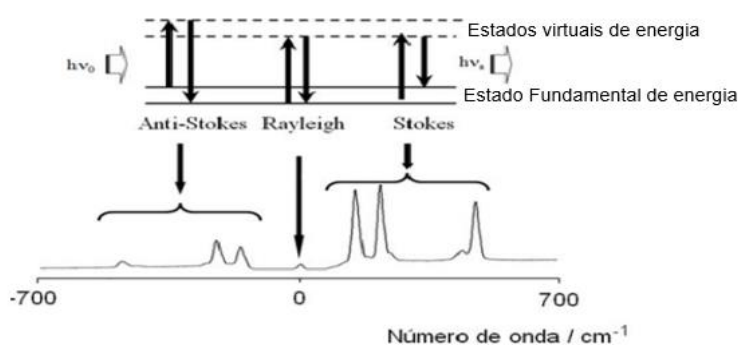 Estados virtuais de energia
hν₀
hνₐ
Estado Fundamental de energia
Anti-Stokes Rayleigh Stokes
-700 0 700
Número de onda / cm⁻¹